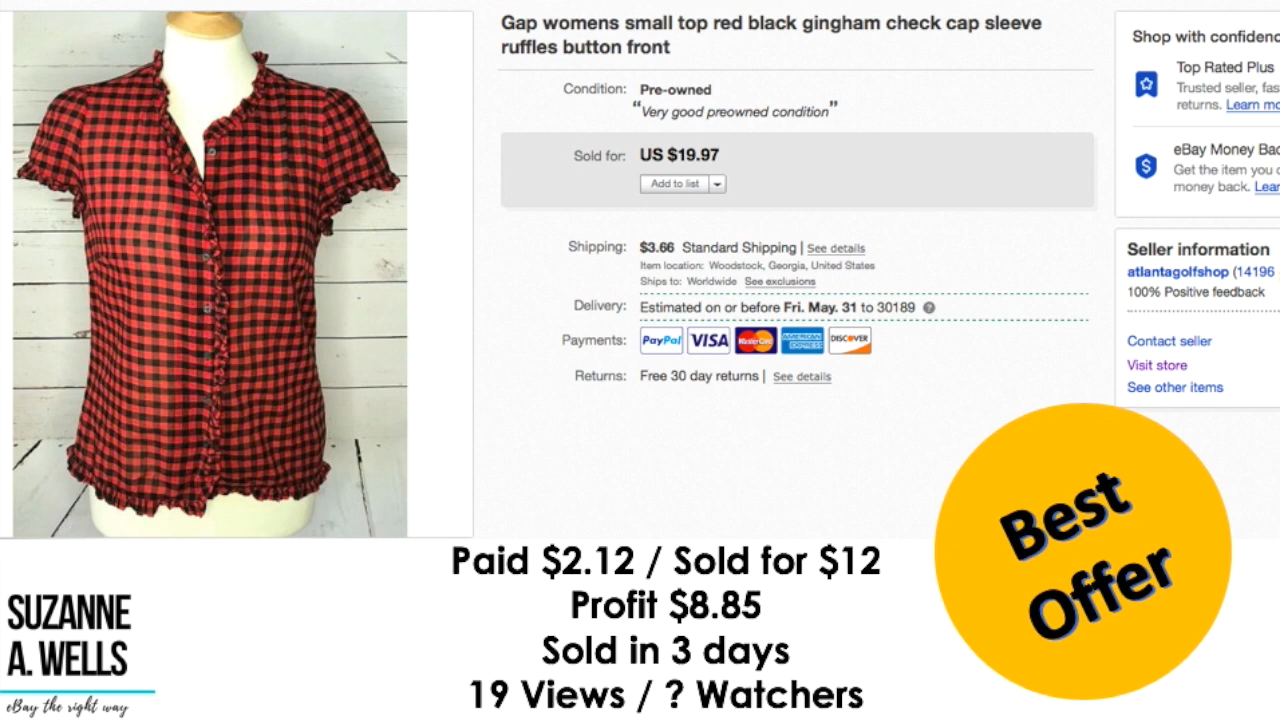 Gap womens small top red black gingham check cap sleeve
ruffles button front
Condition: Pre-owned
“Very good preowned condition”
Sold for: US $19.97
Add to list
Shipping: $3.66 Standard Shipping | See details
Item location: Woodstock, Georgia, United States
Ships to: Worldwide See exclusions
Delivery: Estimated on or before Fri. May. 31 to 30189 ?
Payments: PayPal VISA MasterCard AMERICAN EXPRESS DISCOVER
Returns: Free 30 day returns | See details
Shop with confidenc
Top Rated Plus
Trusted seller, fas
returns. Learn mo
eBay Money Bac
Get the item you o
money back. Lear
Seller information
atlantagolfshop (14196
100% Positive feedback
Contact seller
Visit store
See other items
Best
Offer
Paid $2.12 / Sold for $12
Profit $8.85
Sold in 3 days
19 Views / ? Watchers
SUZANNE
A. WELLS
eBay the right way